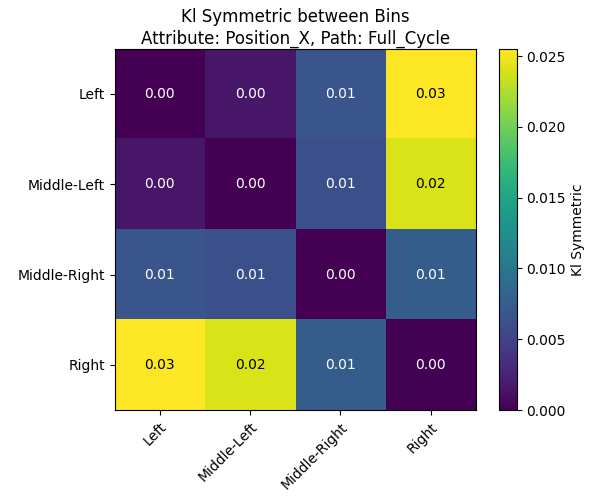 Kl Symmetric between Bins
Attribute: Position_X, Path: Full_Cycle
Left 0.00 0.00 0.01 0.03
Middle-Left 0.00 0.00 0.01 0.02
Middle-Right 0.01 0.01 0.00 0.01
Right 0.03 0.02 0.01 0.00
Left Middle-Left Middle-Right Right
0.025
0.020
0.015
0.010
0.005
0.000
Kl Symmetric